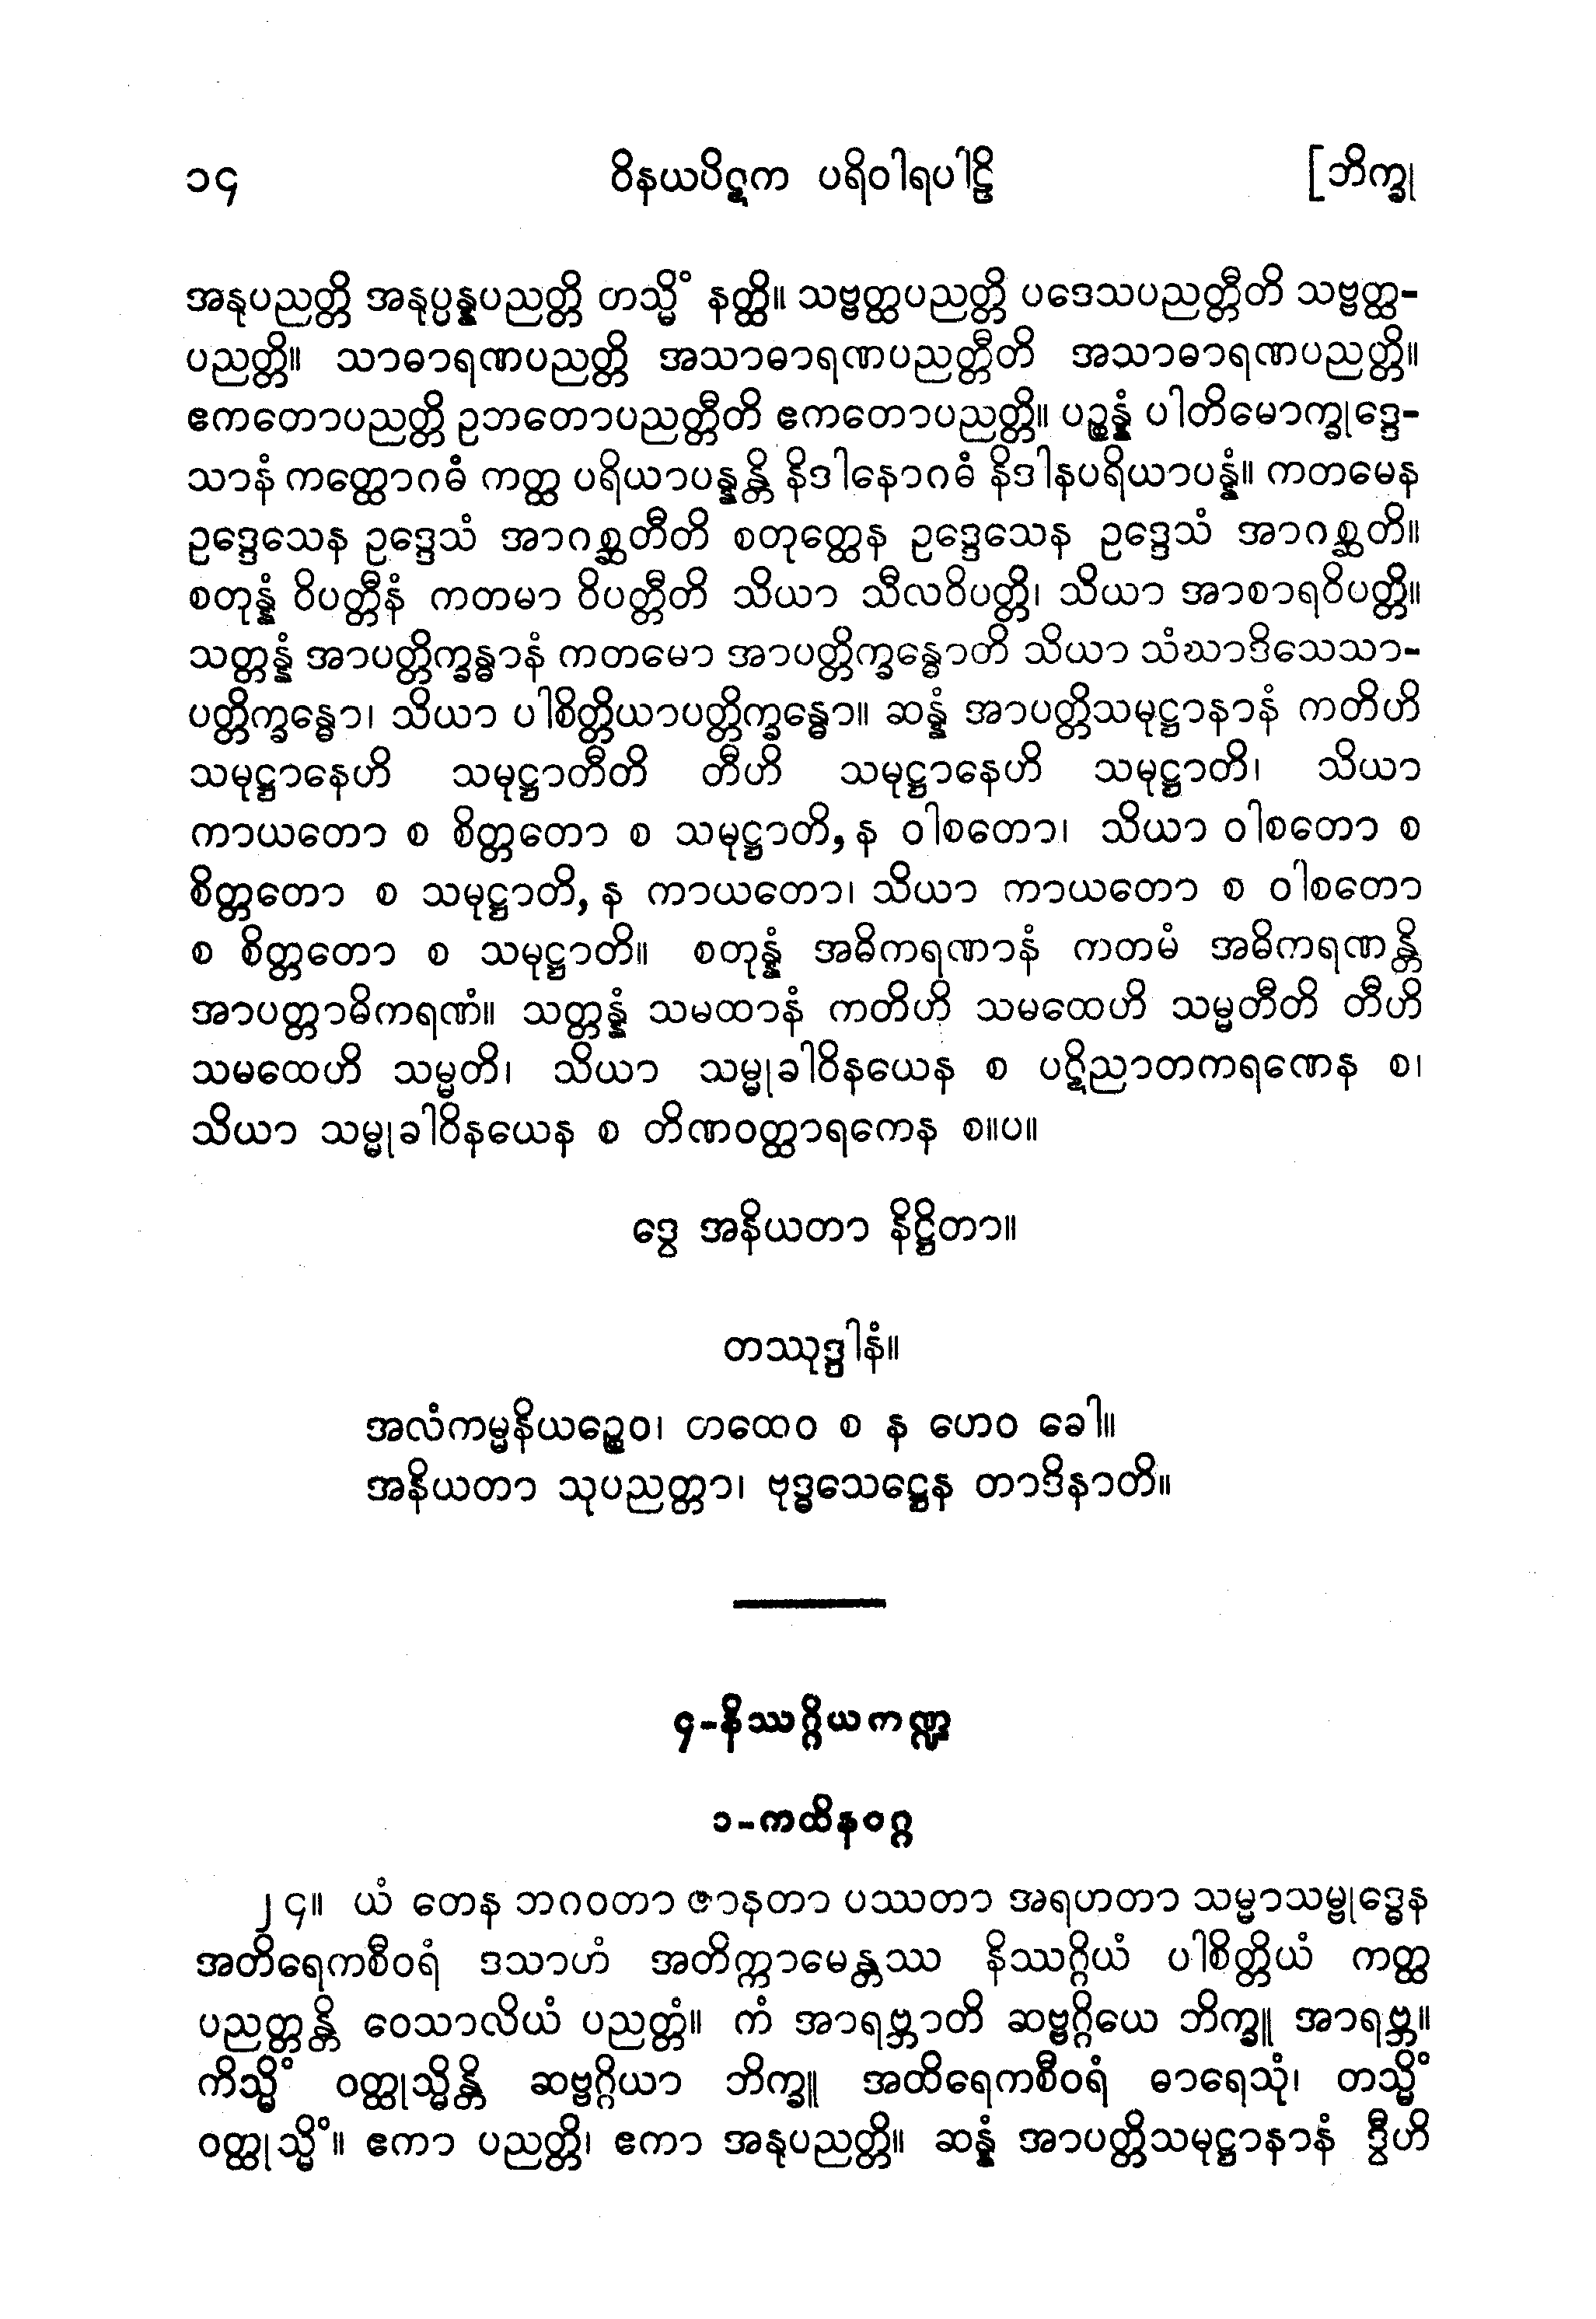 ၁၄ ဝိနယပိဋက ပရိဝါရပါဠိ [ဘိက္ခု
အနုပညတ္တိ အနုပ္ပန္နပညတ္တိ တသ္မိံ နတ္ထိ။ သဗ္ဗတ္ထပညတ္တိ ပဒေသပညတ္တီတိ သဗ္ဗတ္ထ-
ပညတ္တိ။ သာဓာရဏပညတ္တိ အသာဓာရဏပညတ္တီတိ အသာဓာရဏပညတ္တိ။
ဧကတောပညတ္တိ ဥဘတောပညတ္တီတိ ဧကတောပညတ္တိ။ ပဉ္စန္နံ ပါတိမောက္ခုဒ္ဒေ-
သာနံ ကတ္ထောဂဓံ ကတ္ထ ပရိယာပန္နန္တိ နိဒါနောဂဓံ နိဒါနပရိယာပန္နံ။ ကတမေန
ဥဒ္ဒေသေန ဥဒ္ဒေသံ အာဂစ္ဆတီတိ စတုတ္ထေန ဥဒ္ဒေသေန ဥဒ္ဒေသံ အာဂစ္ဆတိ။
စတုန္နံ ဝိပတ္တီနံ ကတမာ ဝိပတ္တီတိ သိယာ သီလဝိပတ္တိ၊ သိယာ အာစာရဝိပတ္တိ။
သတ္တန္နံ အာပတ္တိက္ခန္ဓာနံ ကတမော အာပတ္တိက္ခန္ဓောတိ သိယာ သံဃာဒိသေသာ-
ပတ္တိက္ခန္ဓော၊ သိယာ ပါစိတ္တိယာပတ္တိက္ခန္ဓော။ ဆန္နံ အာပတ္တိသမုဋ္ဌာနာနံ ကတိဟိ
သမုဋ္ဌာနေဟိ သမုဋ္ဌာတီတိ တီဟိ သမုဋ္ဌာနေဟိ သမုဋ္ဌာတိ၊ သိယာ
ကာယတော စ စိတ္တတော စ သမုဋ္ဌာတိ, န ဝါစတော၊ သိယာ ဝါစတော စ
စိတ္တတော စ သမုဋ္ဌာတိ, န ကာယတော၊ သိယာ ကာယတော စ ဝါစတော
စ စိတ္တတော စ သမုဋ္ဌာတိ။ စတုန္နံ အဓိကရဏာနံ ကတမံ အဓိကရဏန္တိ
အာပတ္တာဓိကရဏံ။ သတ္တန္နံ သမထာနံ ကတိဟိ သမထေဟိ သမ္မတီတိ တီဟိ
သမထေဟိ သမ္မတိ၊ သိယာ သမ္မုခါဝိနယေန စ ပဋိညာတကရဏေန စ၊
သိယာ သမ္မုခါဝိနယေန စ တိဏဝတ္ထာရကေန စ။ပ။
ဒွေ အနိယတာ နိဋ္ဌိတာ။
တဿုဒ္ဒါနံ။
အလံကမ္မနိယဉ္စေဝ၊ တထေဝ စ န ဟေဝ ခေါ။
အနိယတာ သုပညတ္တာ၊ ဗုဒ္ဓသေဋ္ဌေန တာဒိနာတိ။
၄-နိဿဂ္ဂိယကဏ္ဍ
၁-ကထိနဝဂ္ဂ
၂၄။ ယံ တေန ဘဂဝတာ ဇာနတာ ပဿတာ အရဟတာ သမ္မာသမ္ဗုဒ္ဓေန
အတိရေကစီဝရံ ဒသာဟံ အတိက္ကာမေန္တဿ နိဿဂ္ဂိယံ ပါစိတ္တိယံ ကတ္ထ
ပညတ္တန္တိ ဝေသာလိယံ ပညတ္တံ။ ကံ အာရဗ္ဘာတိ ဆဗ္ဗဂ္ဂိယေ ဘိက္ခူ အာရဗ္ဘ။
ကိသ္မိံ ဝတ္ထုသ္မိန္တိ ဆဗ္ဗဂ္ဂိယာ ဘိက္ခူ အထိရေကစီဝရံ ဓာရေသုံ၊ တသ္မိံ
ဝတ္ထုသ္မိံ။ ဧကာ ပညတ္တိ၊ ဧကာ အနုပညတ္တိ။ ဆန္နံ အာပတ္တိသမုဋ္ဌာနာနံ ဒွီဟိ